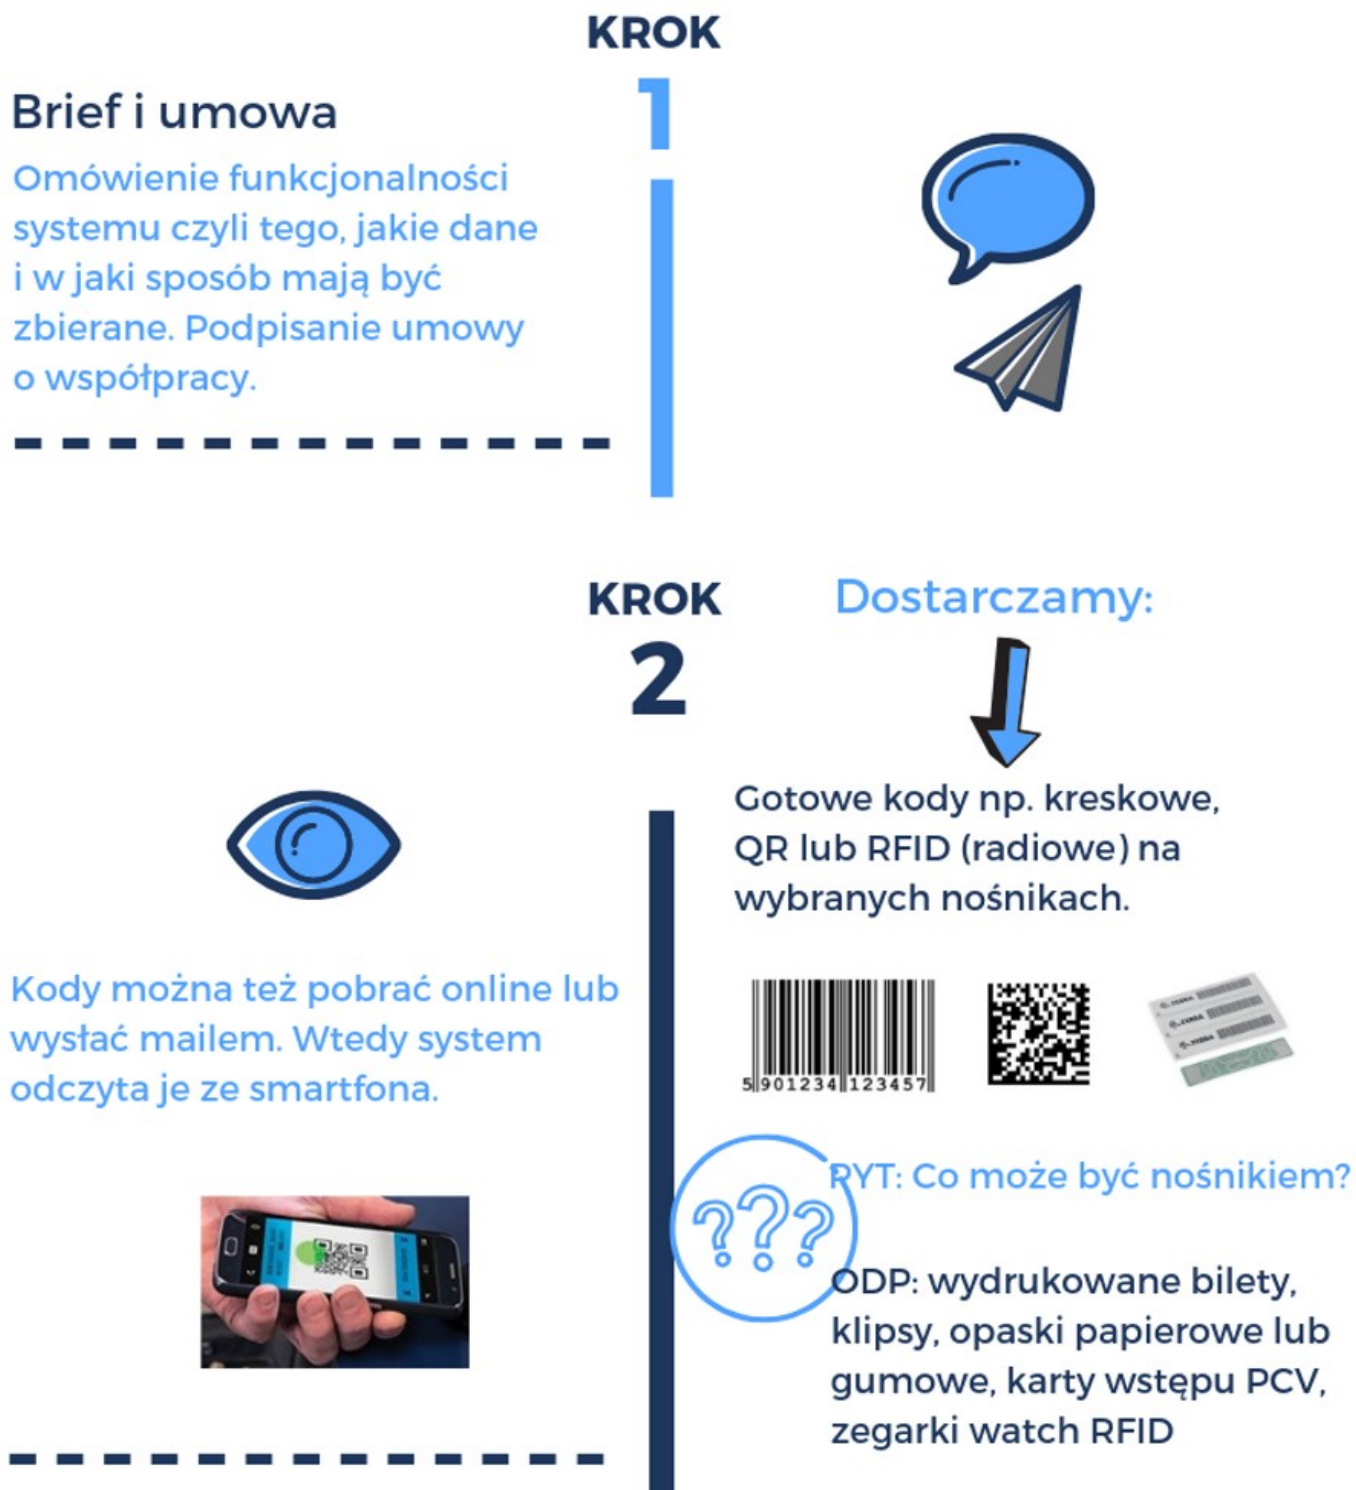 KROK
1
Brief i umowa
Omówienie funkcjonalności
systemu czyli tego, jakie dane
i w jaki sposób mają być
zbierane. Podpisanie umowy
o współpracy.
KROK
2
Kody można też pobrać online lub
wysłać mailem. Wtedy system
odczyta je ze smartfona.
Dostarczamy:
Gotowe kody np. kreskowe,
QR lub RFID (radiowe) na
wybranych nośnikach.
5 901234 123457
ZEBRA
ZEBRA
ZEBRA
???
PYT: Co może być nośnikiem?
ODP: wydrukowane bilety,
klipsy, opaski papierowe lub
gumowe, karty wstępu PCV,
zegarki watch RFID